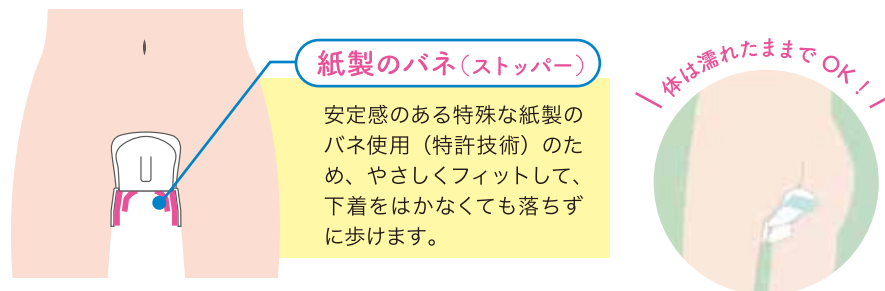 紙製のバネ（ストッパー）
安定感のある特殊な紙製の
バネ使用（特許技術）のた
め、やさしくフィットして、
下着をはかなくても落ちず
に歩けます。
体は濡れたままでOK！